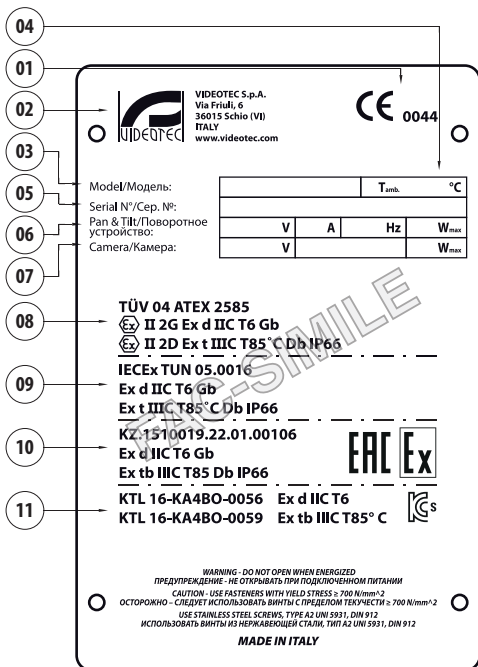 04
01
02
03
05
06
07
08
09
10
11
VIDEOTEC
VIDEOTEC S.p.A.
Via Friuli, 6
36015 Schio (VI)
ITALY
www.videotec.com
CE 0044
Model/Модель: Tamb. °C
Serial N°/Сер. №:
Pan & Tilt/Поворотное
устройство: V A Hz Wmax
Camera/Камера: V Wmax
TÜV 04 ATEX 2585
Ex II 2G Ex d IIC T6 Gb
Ex II 2D Ex t IIIC T85°C Db IP66
IECEx TUN 05.0016
Ex d IIC T6 Gb
Ex t IIIC T85°C Db IP66
KZ.1510019.22.01.00106
Ex d IIC T6 Gb
Ex tb IIIC T85 Db IP66
EAC Ex
KTL 16-KA4BO-0056 Ex d IIC T6
KTL 16-KA4BO-0059 Ex tb IIIC T85° C
KCs
FAC-SIMILE
WARNING - DO NOT OPEN WHEN ENERGIZED
ПРЕДУПРЕЖДЕНИЕ - НЕ ОТКРЫВАТЬ ПРИ ПОДКЛЮЧЕННОМ ПИТАНИИ
CAUTION - USE FASTENERS WITH YIELD STRESS ≥ 700 N/mm^2
ОСТОРОЖНО – СЛЕДУЕТ ИСПОЛЬЗОВАТЬ ВИНТЫ С ПРЕДЕЛОМ ТЕКУЧЕСТИ ≥ 700 N/mm^2
USE STAINLESS STEEL SCREWS, TYPE A2 UNI 5931, DIN 912
ИСПОЛЬЗОВАТЬ ВИНТЫ ИЗ НЕРЖАВЕЮЩЕЙ СТАЛИ, ТИП A2 UNI 5931, DIN 912
MADE IN ITALY